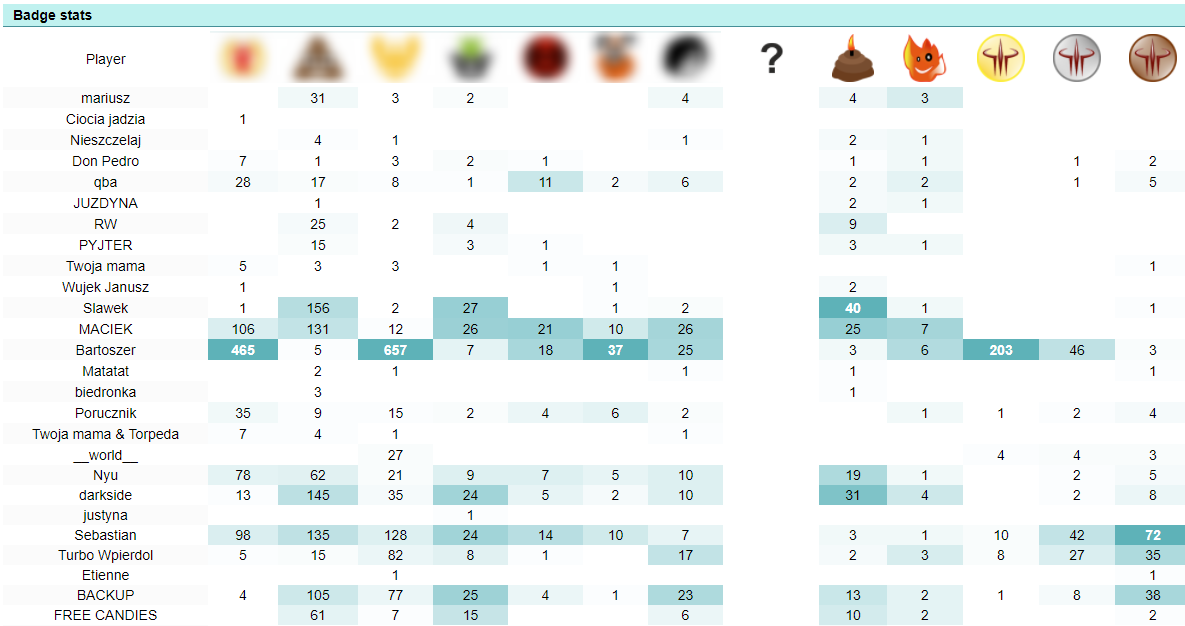 Badge stats
Player ?
mariusz 31 3 2 4 4 3
Ciocia jadzia 1
Nieszczelaj 4 1 1 2 1
Don Pedro 7 1 3 2 1 1 1 1 2
qba 28 17 8 1 11 2 6 2 2 1 5
JUZDYNA 1 2 1
RW 25 2 4 9
PYJTER 15 3 1 3 1
Twoja mama 5 3 3 1 1 1
Wujek Janusz 1 1 2
Slawek 1 156 2 27 1 2 40 1 1
MACIEK 106 131 12 26 21 10 26 25 7
Bartoszer 465 5 657 7 18 37 25 3 6 203 46 3
Matatat 2 1 1 1 1
biedronka 3 1
Porucznik 35 9 15 2 4 6 2 1 1 2 4
Twoja mama & Torpeda 7 4 1 1
__world__ 27 4 4 3
Nyu 78 62 21 9 7 5 10 19 1 2 5
darkside 13 145 35 24 5 2 10 31 4 2 8
justyna 1
Sebastian 98 135 128 24 14 10 7 3 1 10 42 72
Turbo Wpierdol 5 15 82 8 1 17 2 3 8 27 35
Etienne 1 1
BACKUP 4 105 77 25 4 1 23 13 2 1 8 38
FREE CANDIES 61 7 15 6 10 2 2